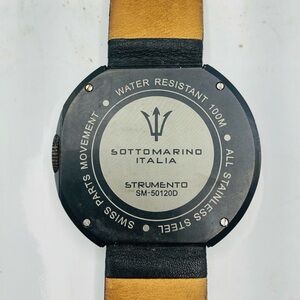 WATER RESISTANT 100M
ALL STAINLESS STEEL
SWISS PARTS MOVEMENT
SOTTOMARINO
ITALIA
STRUMENTO
SM-50120D